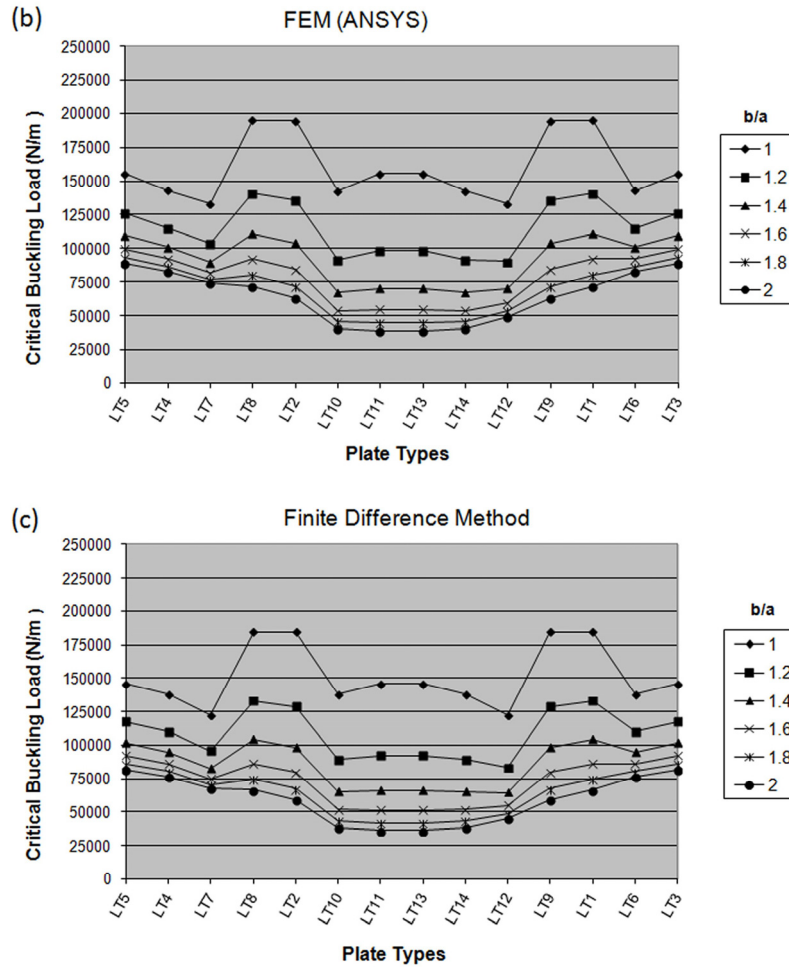 (b)
FEM (ANSYS)
250000
225000
200000
175000
150000
125000
100000
75000
50000
25000
0
Critical Buckling Load (N/m)
LT5 LT4 LT7 LT8 LT2 LT10 LT11 LT13 LT14 LT12 LT9 LT1 LT6 LT3
Plate Types
b/a
1
1.2
1.4
1.6
1.8
2
(c)
Finite Difference Method
250000
225000
200000
175000
150000
125000
100000
75000
50000
25000
0
Critical Buckling Load (N/m )
LT5 LT4 LT7 LT8 LT2 LT10 LT11 LT13 LT14 LT12 LT9 LT1 LT6 LT3
Plate Types
b/a
1
1.2
1.4
1.6
1.8
2